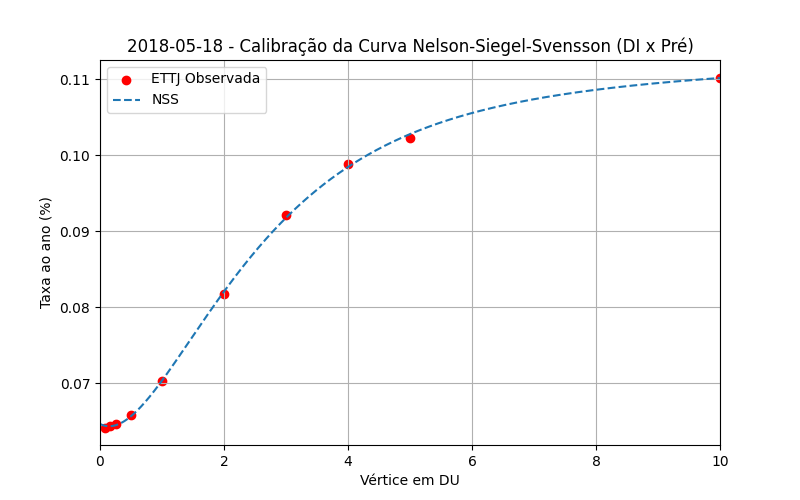 2018-05-18 - Calibração da Curva Nelson-Siegel-Svensson (DI x Pré)
ETTJ Observada
NSS
Taxa ao ano (%)
0.11
0.10
0.09
0.08
0.07
0 2 4 6 8 10
Vértice em DU